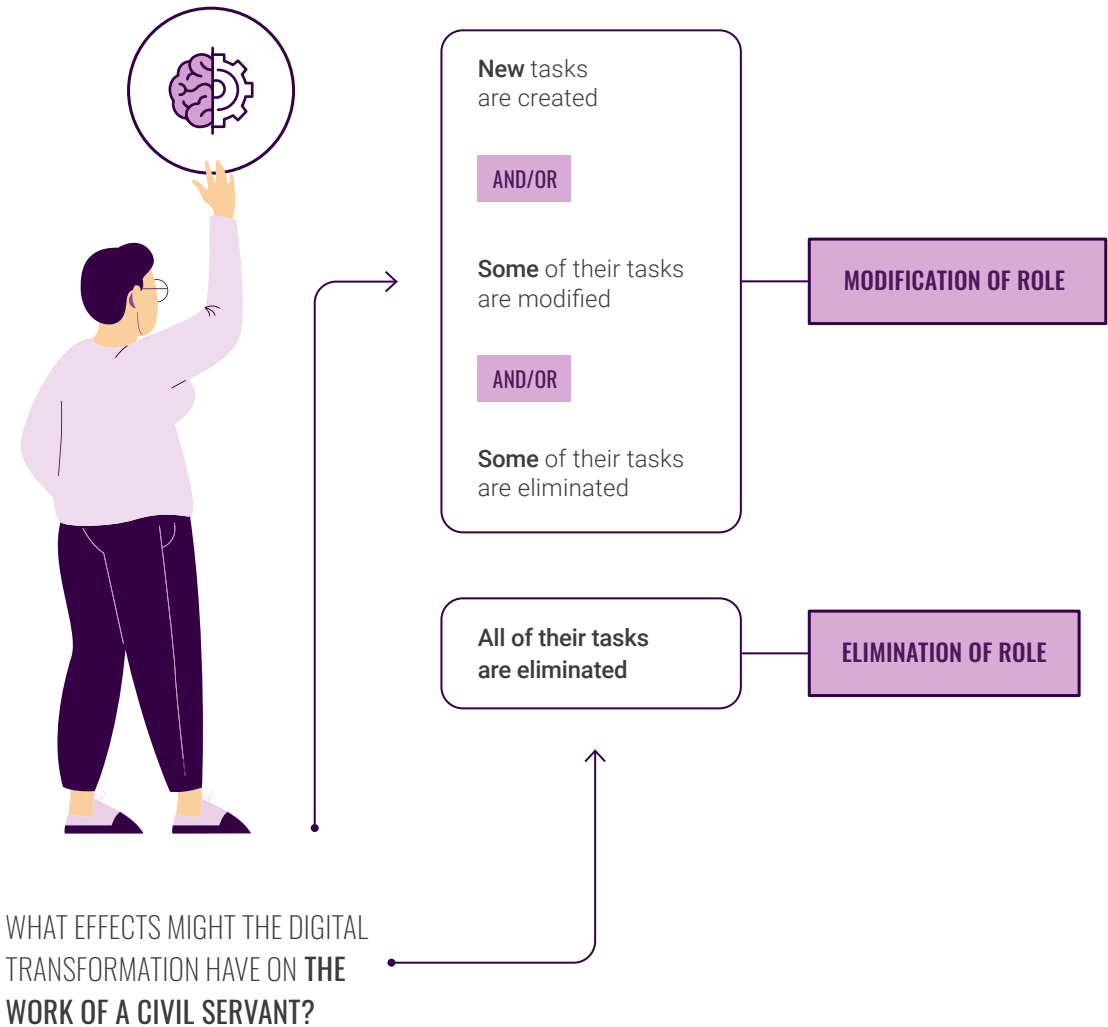 New tasks
are created
AND/OR
Some of their tasks
are modified
AND/OR
Some of their tasks
are eliminated
MODIFICATION OF ROLE
All of their tasks
are eliminated
ELIMINATION OF ROLE
WHAT EFFECTS MIGHT THE DIGITAL
TRANSFORMATION HAVE ON THE
WORK OF A CIVIL SERVANT?